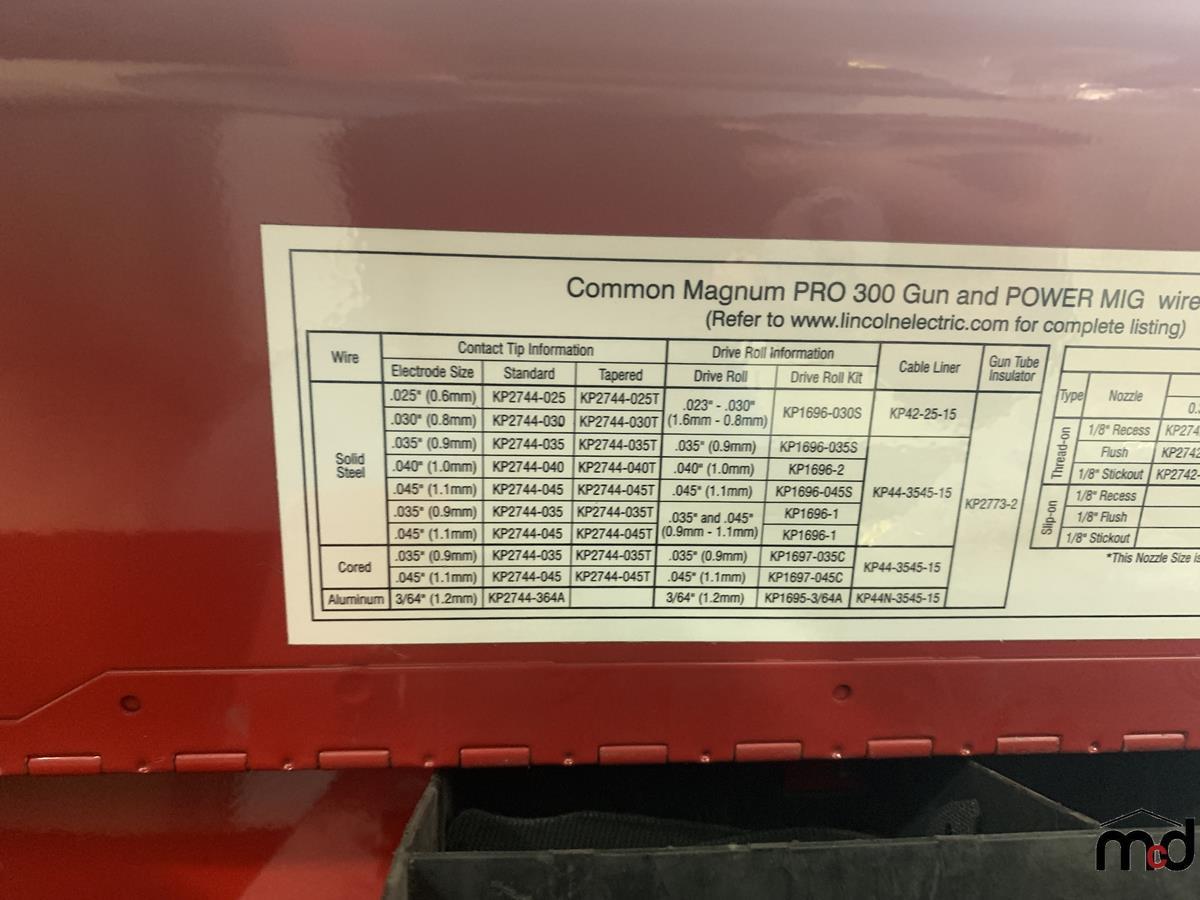 Common Magnum PRO 300 Gun and POWER MIG wire
(Refer to www.lincolnelectric.com for complete listing)
Wire Contact Tip Information Drive Roll Information Cable Liner Gun Tube Insulator
Electrode Size Standard Tapered Drive Roll Drive Roll Kit
Solid Steel
.025" (0.6mm) KP2744-025 KP2744-025T .023" - .030" (1.6mm - 0.8mm) KP1696-030S KP42-25-15 KP2773-2
.030" (0.8mm) KP2744-030 KP2744-030T
.035" (0.9mm) KP2744-035 KP2744-035T .035" (0.9mm) KP1696-035S KP44-3545-15
.040" (1.0mm) KP2744-040 KP2744-040T .040" (1.0mm) KP1696-2
.045" (1.1mm) KP2744-045 KP2744-045T .045" (1.1mm) KP1696-045S
.035" (0.9mm) KP2744-035 KP2744-035T .035" and .045" (0.9mm - 1.1mm) KP1696-1
.045" (1.1mm) KP2744-045 KP2744-045T KP1696-1
Cored
.035" (0.9mm) KP2744-035 KP2744-035T .035" (0.9mm) KP1697-035C KP44-3545-15
.045" (1.1mm) KP2744-045 KP2744-045T .045" (1.1mm) KP1697-045C
Aluminum 3/64" (1.2mm) KP2744-364A 3/64" (1.2mm) KP1695-3/64A KP44N-3545-15
Type Nozzle
0.
Thread-on
1/8" Recess KP274
Flush KP2742
1/8" Stickout KP2742-
Slip-on
1/8" Recess
1/8" Flush
1/8" Stickout
*This Nozzle Size is
mcd